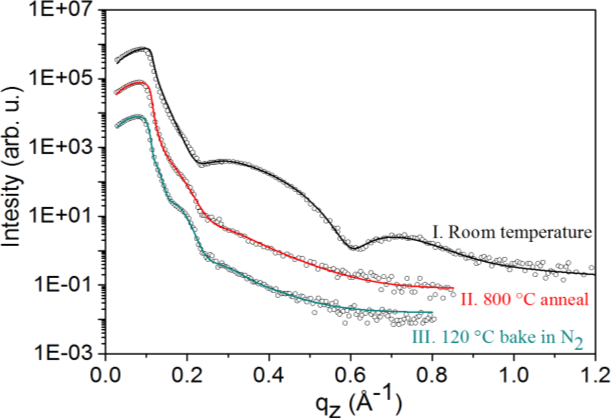 1E+07
1E+05
1E+03
1E+01
1E−01
1E−03
Intesity (arb. u.)
I. Room temperature
II. 800 °C anneal
III. 120 °C bake in N2
0.0 0.2 0.4 0.6 0.8 1.0 1.2
qz (Å-1)